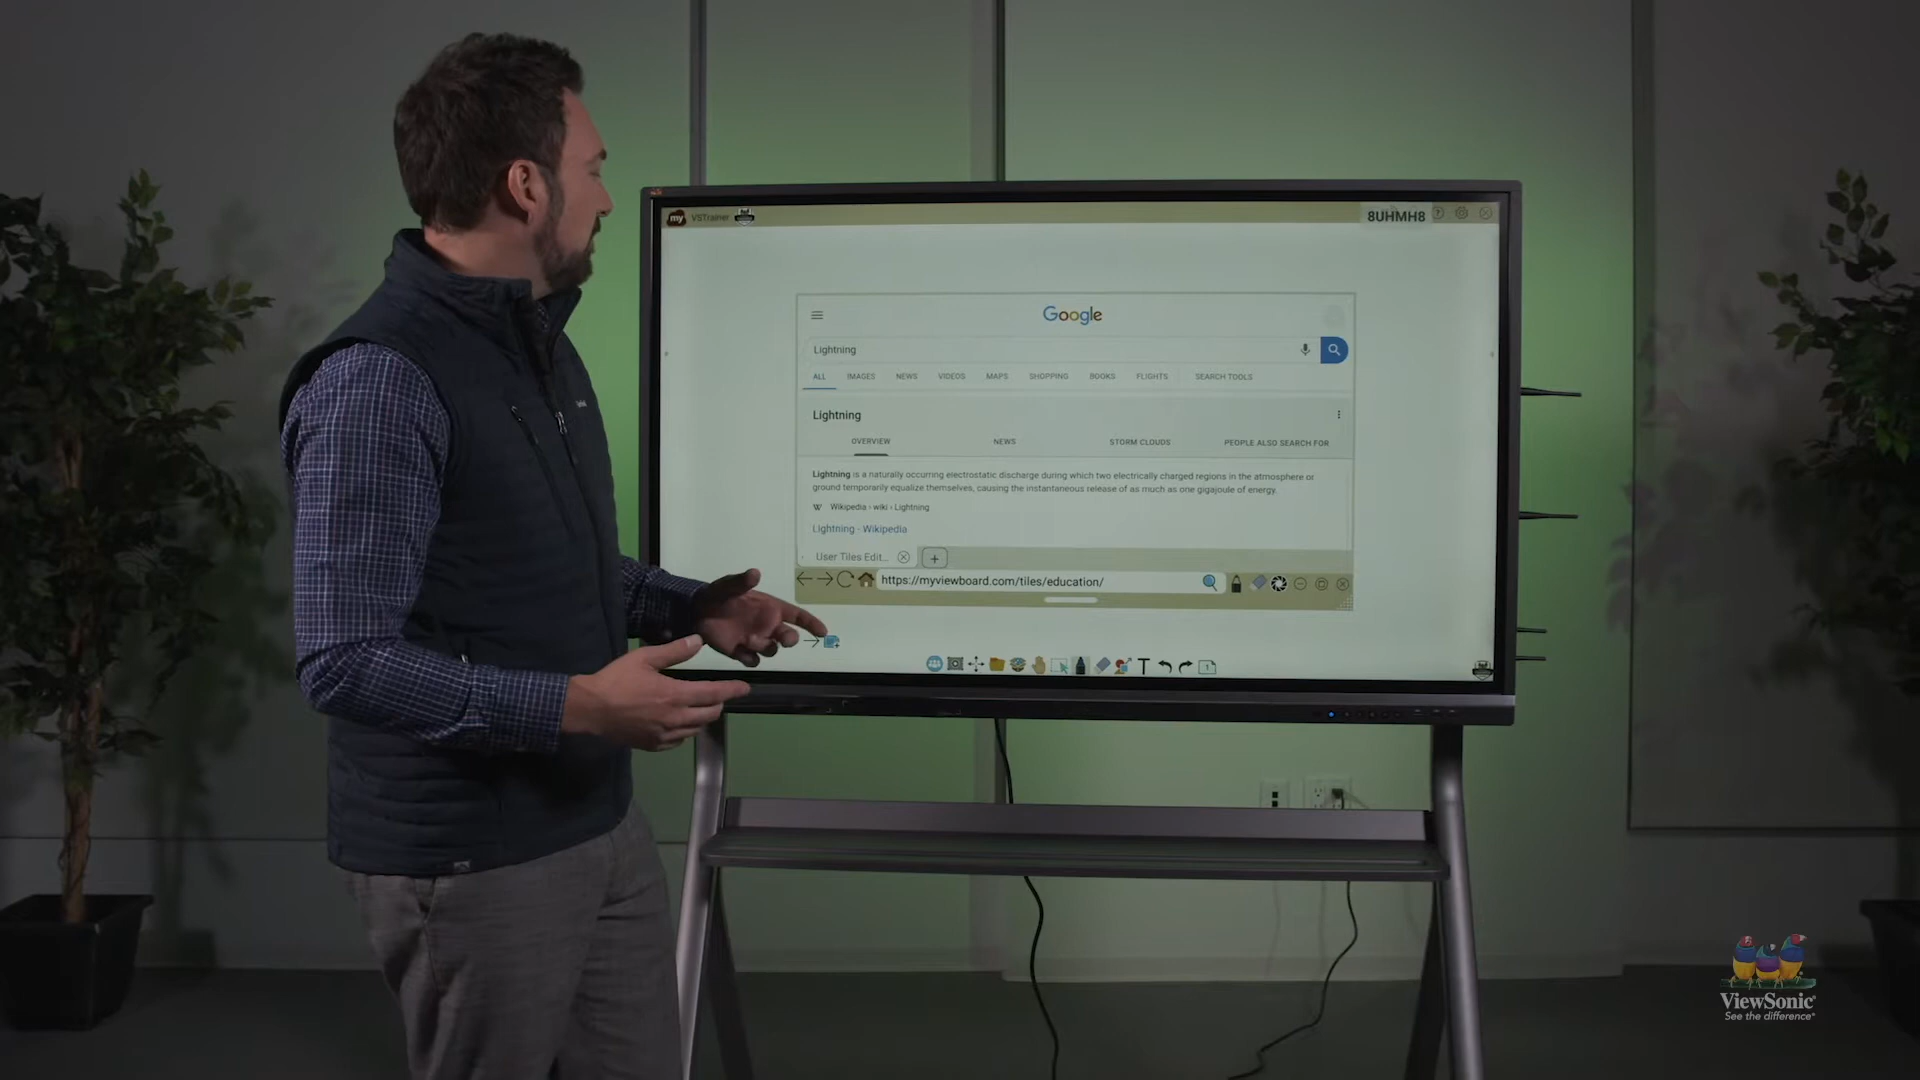 my VSTrainer
8UHMH8
Google
Lightning
ALL IMAGES NEWS VIDEOS MAPS SHOPPING BOOKS FLIGHTS SEARCH TOOLS
Lightning
OVERVIEW NEWS STORM CLOUDS PEOPLE ALSO SEARCH FOR
Lightning is a naturally occurring electrostatic discharge during which two electrically charged regions in the atmosphere or
ground temporarily equalize themselves, causing the instantaneous release of as much as one gigajoule of energy.
W Wikipedia › wiki › Lightning
Lightning - Wikipedia
User Tiles Edit...
https://myviewboard.com/tiles/education/
T 1
ViewSonic®
See the difference®